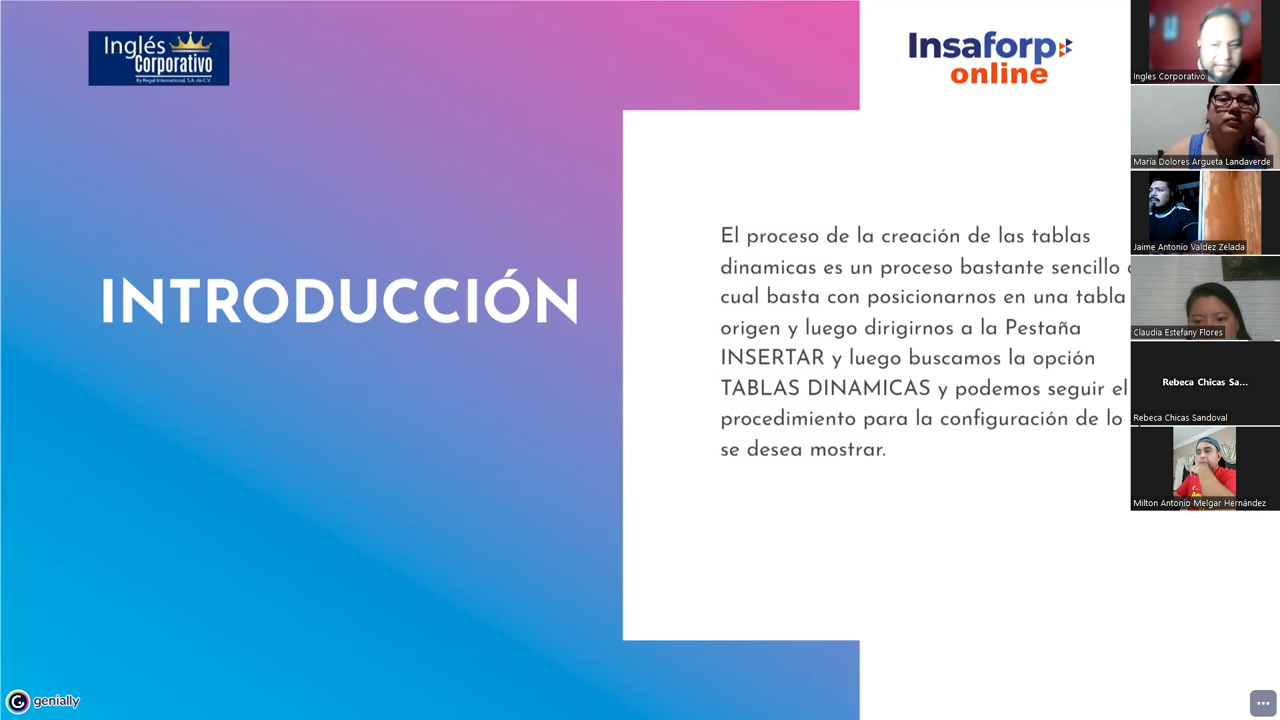 Inglés
Corporativo
By Regal International, S.A. de C.V.
Insaforp
online
INTRODUCCIÓN
El proceso de la creación de las tablas
dinamicas es un proceso bastante sencillo
cual basta con posicionarnos en una tabla
origen y luego dirigirnos a la Pestaña
INSERTAR y luego buscamos la opción
TABLAS DINAMICAS y podemos seguir el
procedimiento para la configuración de lo
se desea mostrar.
genially
Ingles Corporativo
María Dolores Argueta Landaverde
Jaime Antonio Valdez Zelada
Claudia Estefany Flores
Rebeca Chicas Sa...
Rebeca Chicas Sandoval
Milton Antonio Melgar Hernández